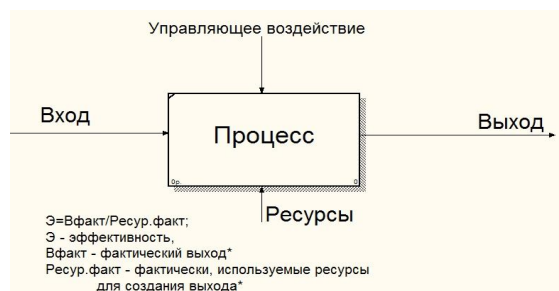 Управляющее воздействие
Вход
Процесс
Выход
0р.
0
Ресурсы
Э=Вфакт/Ресур.факт;
Э - эффективность,
Вфакт - фактический выход*
Ресур.факт - фактически, используемые ресурсы
для создания выхода*